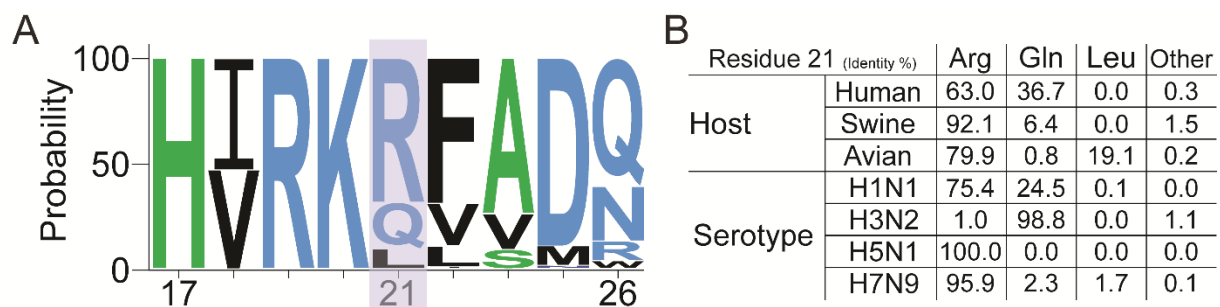 A
Probability
100
50
0
H I R K R F A D Q
V Q V V M N
L L S R
W
17 21 26
B
Residue 21 (Identity %) Arg Gln Leu Other
Host
Human 63.0 36.7 0.0 0.3
Swine 92.1 6.4 0.0 1.5
Avian 79.9 0.8 19.1 0.2
Serotype
H1N1 75.4 24.5 0.1 0.0
H3N2 1.0 98.8 0.0 1.1
H5N1 100.0 0.0 0.0 0.0
H7N9 95.9 2.3 1.7 0.1